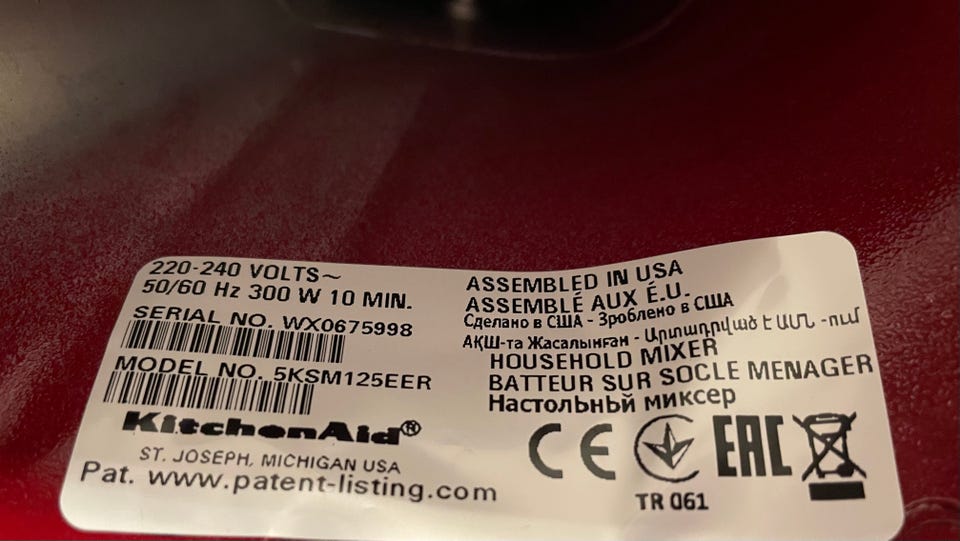 220-240 VOLTS~
50/60 Hz 300 W 10 MIN.
SERIAL NO. WX0675998
MODEL NO. 5KSM125EER
KitchenAid®
ST. JOSEPH, MICHIGAN USA
Pat. www.patent-listing.com
ASSEMBLED IN USA
ASSEMBLÉ AUX É.U.
Сделано в США - Зроблено в США
АҚШ-та Жасалынған - Արտադրված է ԱՄՆ -ում
HOUSEHOLD MIXER
BATTEUR SUR SOCLE MENAGER
Настольный миксер
CE
EAC
TR 061